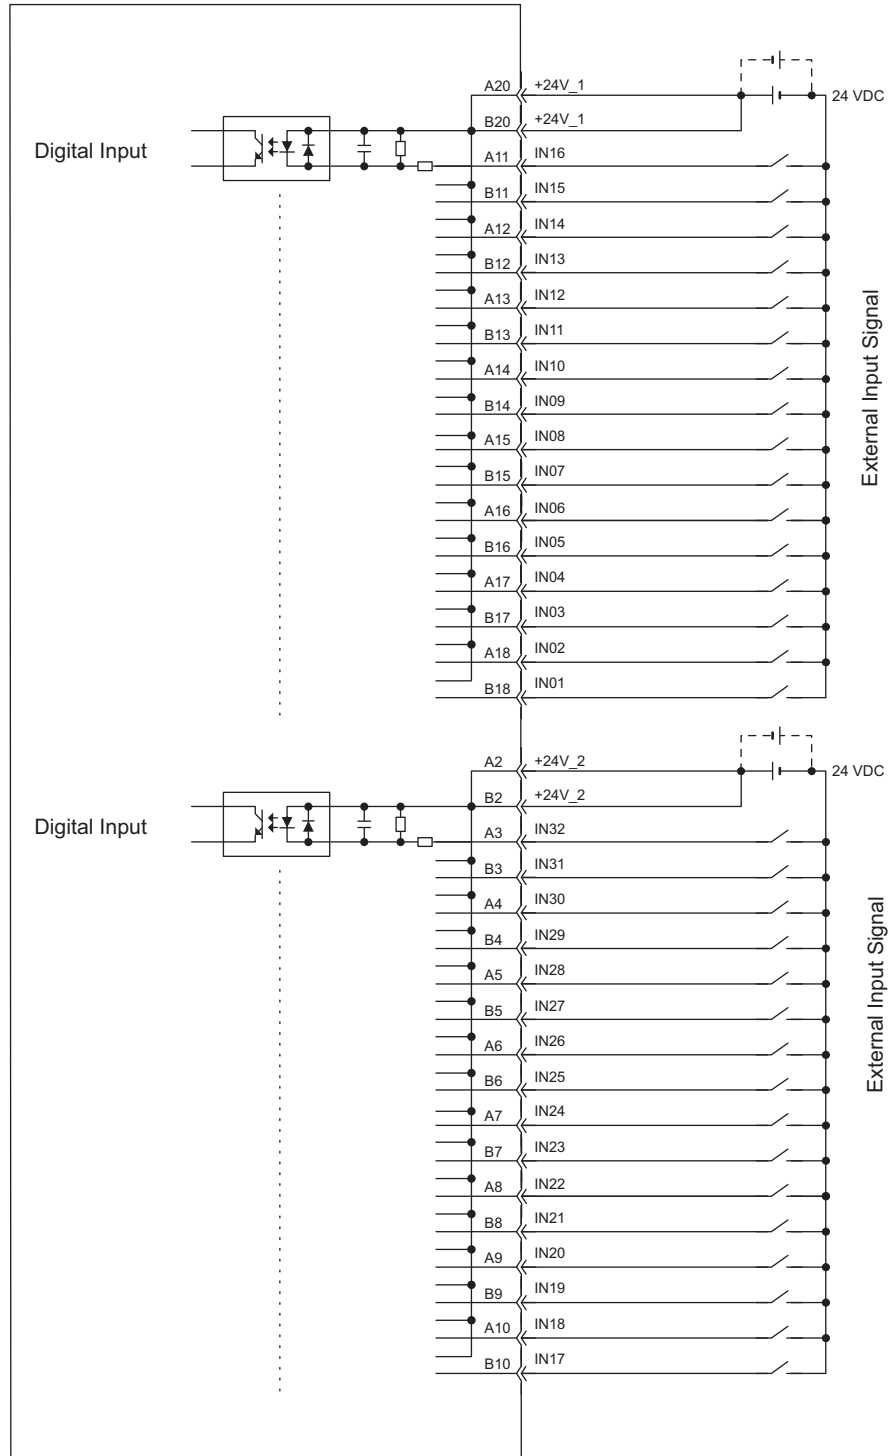 A20 +24V_1
24 VDC
B20 +24V_1
Digital Input
A11 IN16
B11 IN15
A12 IN14
B12 IN13
A13 IN12
B13 IN11
A14 IN10
B14 IN09
A15 IN08
B15 IN07
A16 IN06
B16 IN05
A17 IN04
B17 IN03
A18 IN02
B18 IN01
External Input Signal
A2 +24V_2
24 VDC
B2 +24V_2
Digital Input
A3 IN32
B3 IN31
A4 IN30
B4 IN29
A5 IN28
B5 IN27
A6 IN26
B6 IN25
A7 IN24
B7 IN23
A8 IN22
B8 IN21
A9 IN20
B9 IN19
A10 IN18
B10 IN17
External Input Signal